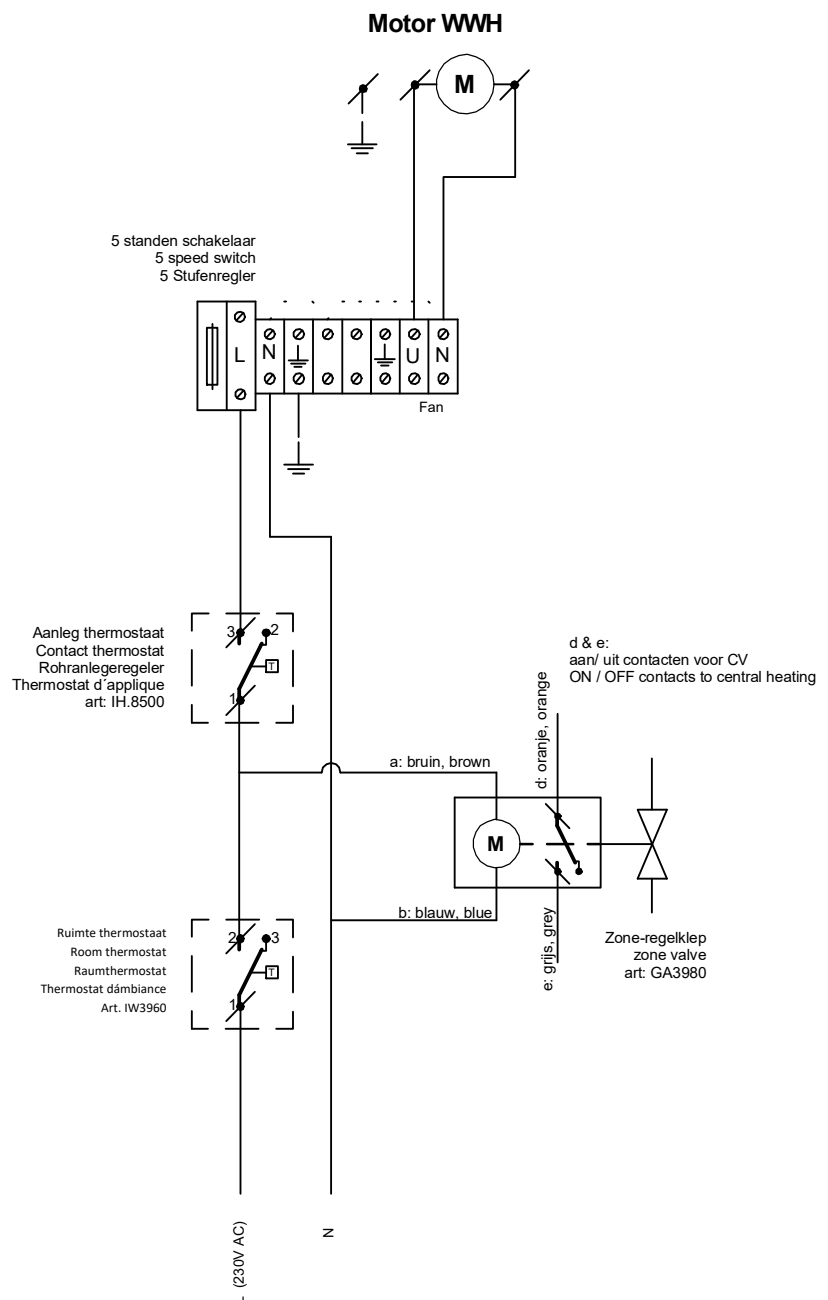 Motor WWH
M
5 standen schakelaar
5 speed switch
5 Stufenregler
L
N
U
N
Fan
Aanleg thermostaat
Contact thermostat
Rohranlegeregeler
Thermostat d´applique
art: IH.8500
3
2
T
1
d & e:
aan/ uit contacten voor CV
ON / OFF contacts to central heating
a: bruin, brown
d: oranje, orange
M
b: blauw, blue
e: grijs, grey
Zone-regelklep
zone valve
art: GA3980
Ruimte thermostaat
Room thermostat
Raumthermostat
Thermostat dámbiance
Art. IW3960
2
3
T
1
(230V AC)
N